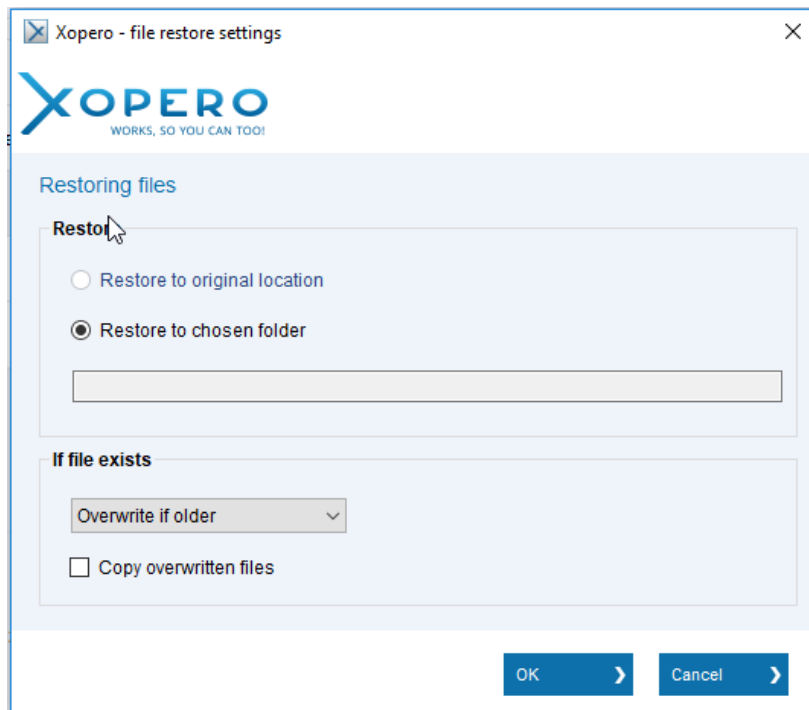 Xopero - file restore settings
XOPERO
WORKS, SO YOU CAN TOO!
Restoring files
Restore to original location
Restore to chosen folder
If file exists
Overwrite if older
Copy overwritten files
OK
Cancel